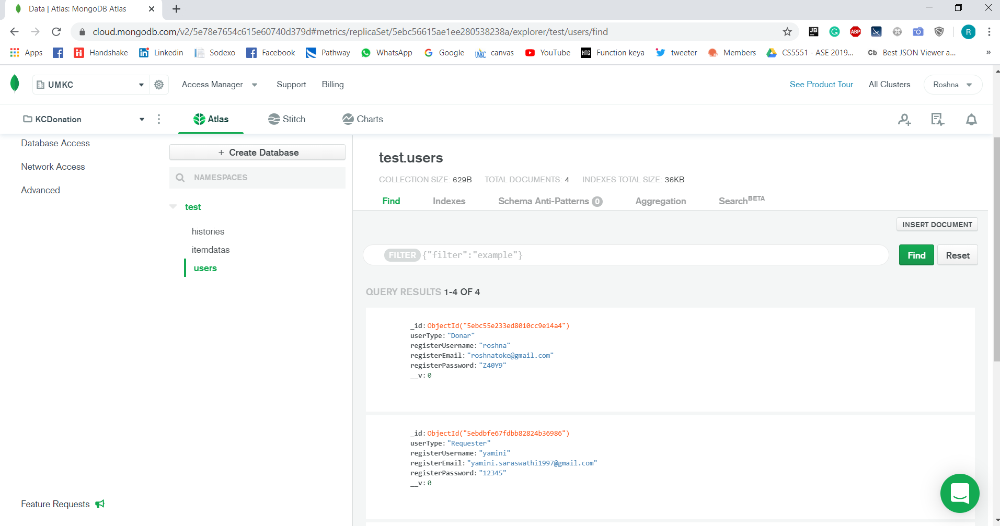 Data | Atlas: MongoDB Atlas
cloud.mongodb.com/v2/5e78e7654c615e60740d379d#metrics/replicaSet/5ebc56615ae1ee280538238a/explorer/test/users/find
JB ABP R
Apps Handshake Linkedin Sodexo Facebook Pathway WhatsApp Google UMKC canvas YouTube HTG Function keya tweeter Members CS5551 - ASE 2019... Cb Best JSON Viewer a... »
UMKC Access Manager Support Billing See Product Tour All Clusters Roshna
KCDonation Atlas Stitch Charts
Database Access
Network Access
Advanced
Feature Requests
+ Create Database
NAMESPACES
test
histories
itemdatas
users
test.users
COLLECTION SIZE: 629B TOTAL DOCUMENTS: 4 INDEXES TOTAL SIZE: 36KB
Find Indexes Schema Anti-Patterns 0 Aggregation Search BETA
INSERT DOCUMENT
FILTER {"filter":"example"} Find Reset
QUERY RESULTS 1-4 OF 4
_id: ObjectId("5ebc55e233ed8010cc9e14a4")
userType: "Donar"
registerUsername: "roshna"
registerEmail: "roshnatoke@gmail.com"
registerPassword: "Z40Y9"
__v: 0
_id: ObjectId("5ebdbfe67fdbb82824b36986")
userType: "Requester"
registerUsername: "yamini"
registerEmail: "yamini.saraswathi1997@gmail.com"
registerPassword: "12345"
__v: 0